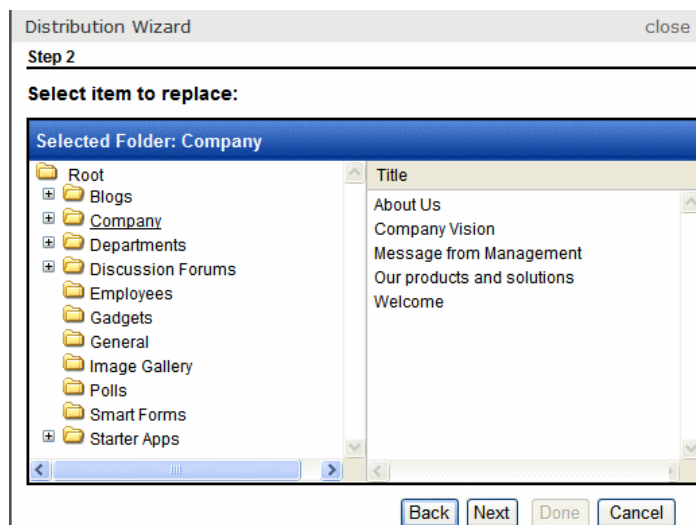 Distribution Wizard close
Step 2
Select item to replace:
Selected Folder: Company
Root
Blogs
Company
Departments
Discussion Forums
Employees
Gadgets
General
Image Gallery
Polls
Smart Forms
Starter Apps
Title
About Us
Company Vision
Message from Management
Our products and solutions
Welcome
Back Next Done Cancel